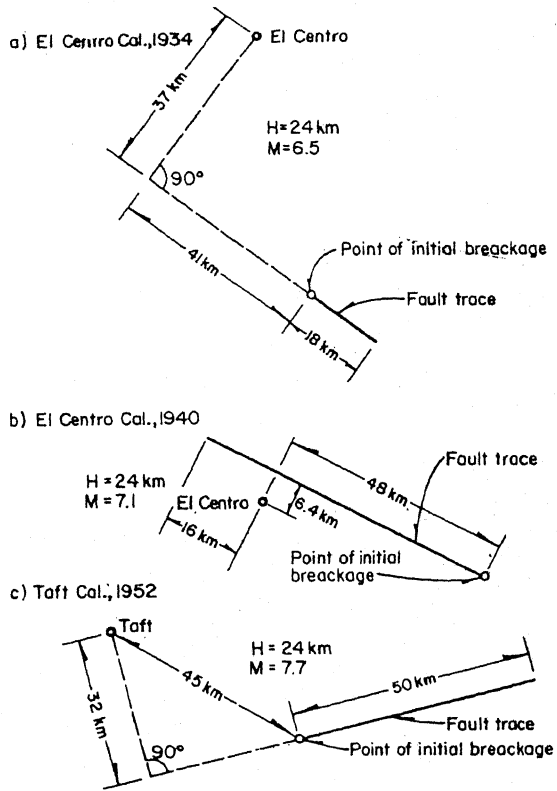 a) El Centro Cal.,1934
El Centro
37 km
H=24 km
M=6.5
90°
Point of initial breackage
41km
Fault trace
18 km
b) El Centro Cal.,1940
Fault trace
H = 24 km
M = 7.1
48 km
El Centro
6.4 km
16 km
Point of initial
breackage
c) Taft Cal.,1952
Taft
H = 24 km
M = 7.7
45 km
50 km
32 km
Fault trace
90°
Point of initial breackage